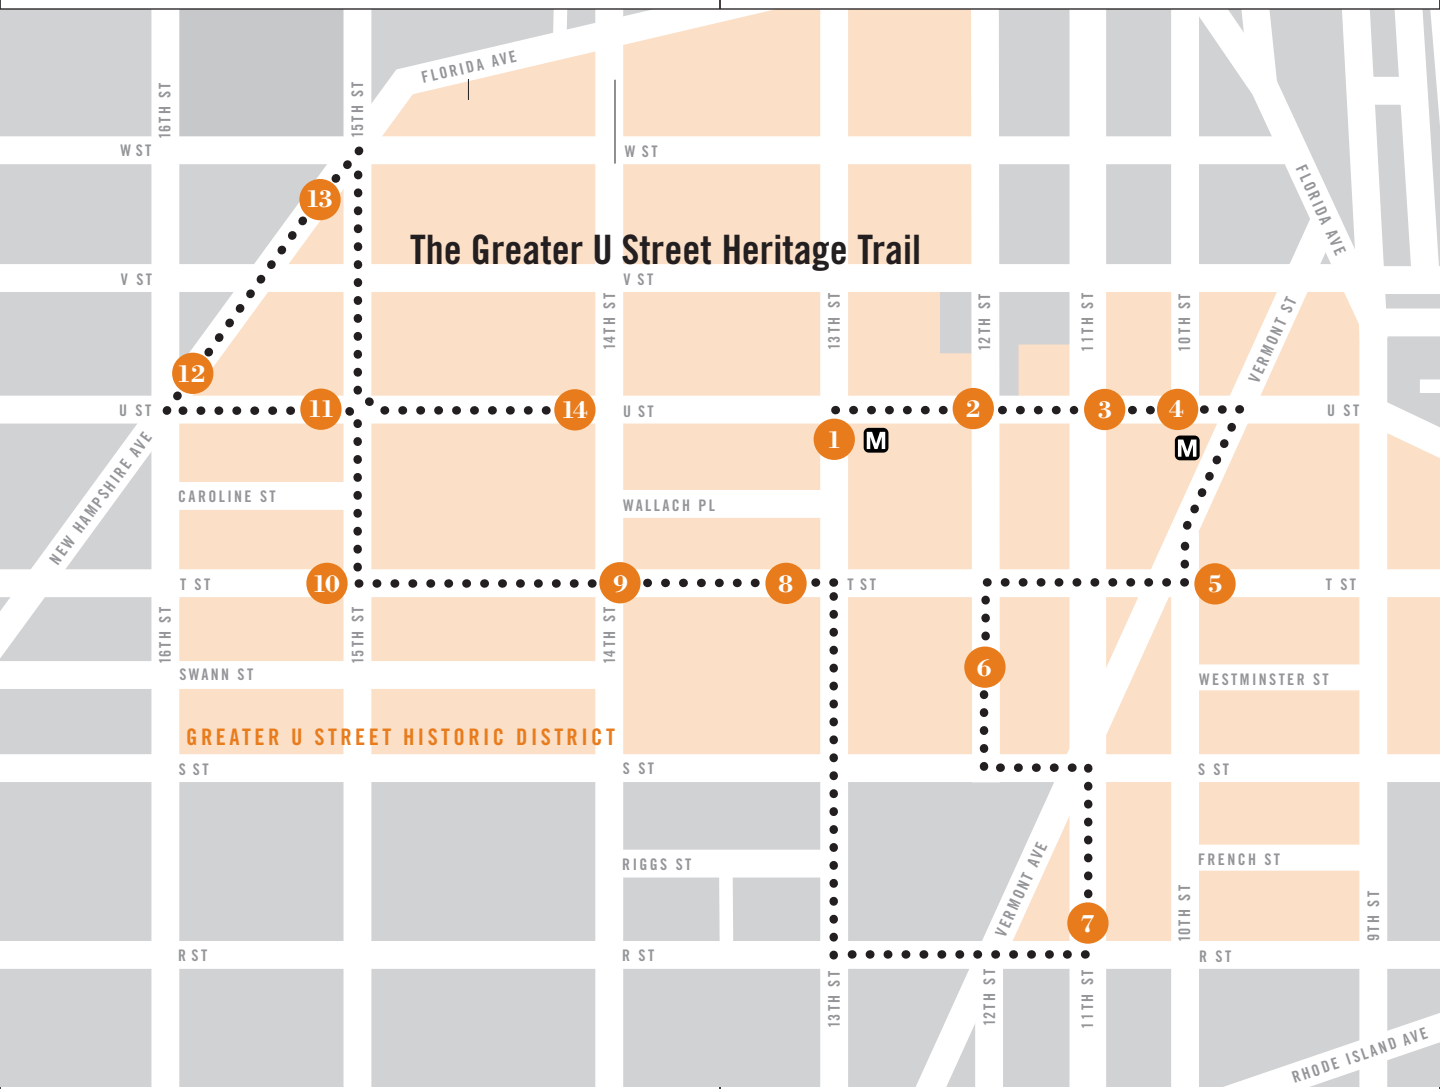 FLORIDA AVE
16TH ST
15TH ST
W ST
W ST
13
FLORIDA AVE
The Greater U Street Heritage Trail
V ST
V ST
14TH ST
13TH ST
12TH ST
11TH ST
10TH ST
VERMONT ST
12
U ST
11
14
U ST
2
3
4
U ST
1
M
M
NEW HAMPSHIRE AVE
CAROLINE ST
WALLACH PL
T ST
10
9
8
T ST
5
T ST
16TH ST
15TH ST
14TH ST
6
SWANN ST
WESTMINSTER ST
GREATER U STREET HISTORIC DISTRICT
S ST
S ST
S ST
RIGGS ST
VERMONT AVE
FRENCH ST
10TH ST
9TH ST
7
R ST
R ST
R ST
13TH ST
12TH ST
11TH ST
RHODE ISLAND AVE